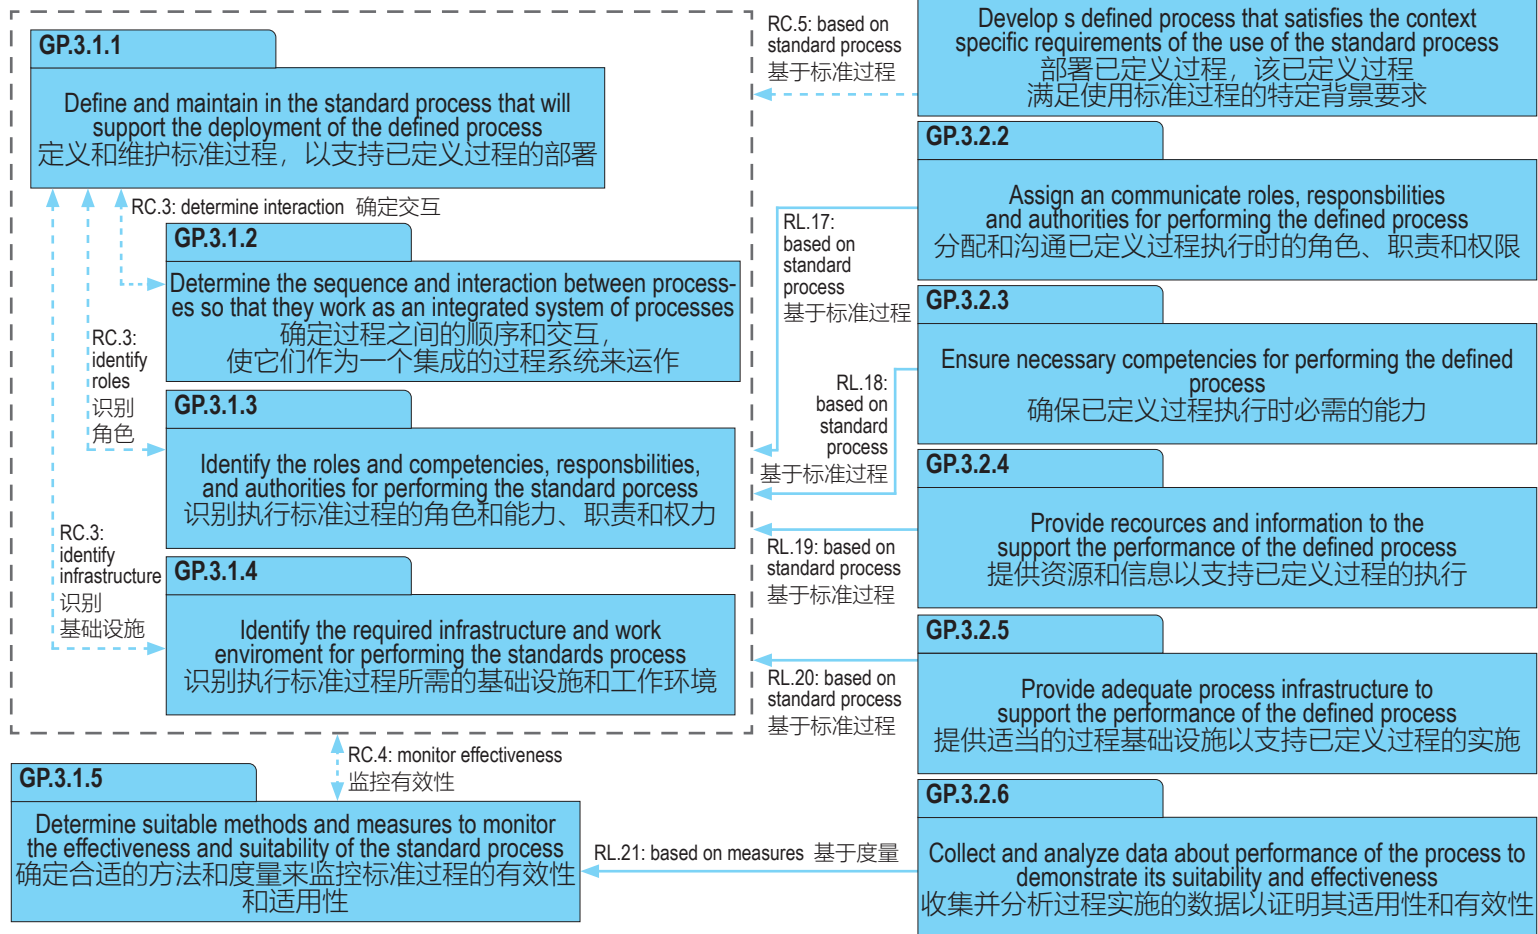 GP.3.1.1
Define and maintain in the standard process that will
support the deployment of the defined process
定义和维护标准过程，以支持已定义过程的部署
RC.3: determine interaction 确定交互
GP.3.1.2
Determine the sequence and interaction between process-
es so that they work as an integrated system of processes
确定过程之间的顺序和交互，
使它们作为一个集成的过程系统来运作
RC.3:
identify
roles
识别
角色
GP.3.1.3
Identify the roles and competencies, responsbilities,
and authorities for performing the standard porcess
识别执行标准过程的角色和能力、职责和权力
RC.3:
identify
infrastructure
识别
基础设施
GP.3.1.4
Identify the required infrastructure and work
enviroment for performing the standards process
识别执行标准过程所需的基础设施和工作环境
RC.4: monitor effectiveness
监控有效性
GP.3.1.5
Determine suitable methods and measures to monitor
the effectiveness and suitability of the standard process
确定合适的方法和度量来监控标准过程的有效性
和适用性
RC.5: based on
standard process
基于标准过程
RL.17:
based on
standard
process
基于标准过程
RL.18:
based on
standard
process
基于标准过程
RL.19: based on
standard process
基于标准过程
RL.20: based on
standard process
基于标准过程
RL.21: based on measures 基于度量
Develop s defined process that satisfies the context
specific requirements of the use of the standard process
部署已定义过程，该已定义过程
满足使用标准过程的特定背景要求
GP.3.2.2
Assign an communicate roles, responsbilities
and authorities for performing the defined process
分配和沟通已定义过程执行时的角色、职责和权限
GP.3.2.3
Ensure necessary competencies for performing the defined
process
确保已定义过程执行时必需的能力
GP.3.2.4
Provide recources and information to the
support the performance of the defined process
提供资源和信息以支持已定义过程的执行
GP.3.2.5
Provide adequate process infrastructure to
support the performance of the defined process
提供适当的过程基础设施以支持已定义过程的实施
GP.3.2.6
Collect and analyze data about performance of the process to
demonstrate its suitability and effectiveness
收集并分析过程实施的数据以证明其适用性和有效性